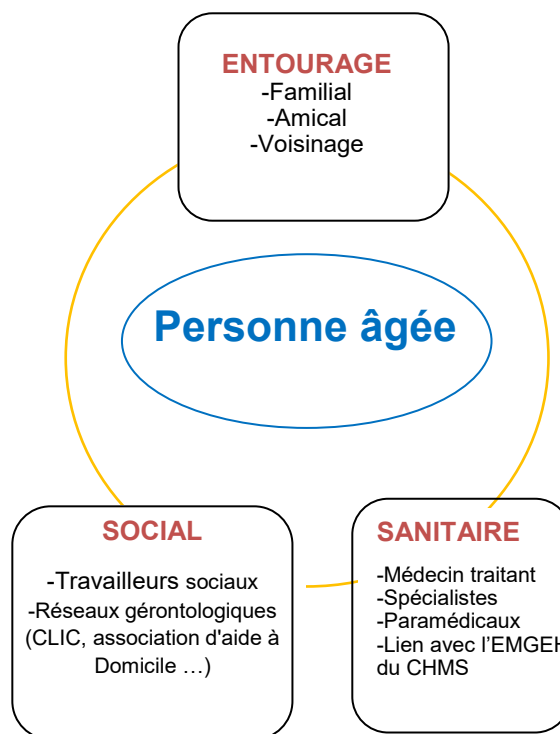 ENTOURAGE
-Familial
-Amical
-Voisinage
Personne âgée
SOCIAL
-Travailleurs sociaux
-Réseaux gérontologiques
(CLIC, association d'aide à
Domicile …)
SANITAIRE
-Médecin traitant
-Spécialistes
-Paramédicaux
-Lien avec l’EMGEH
du CHMS